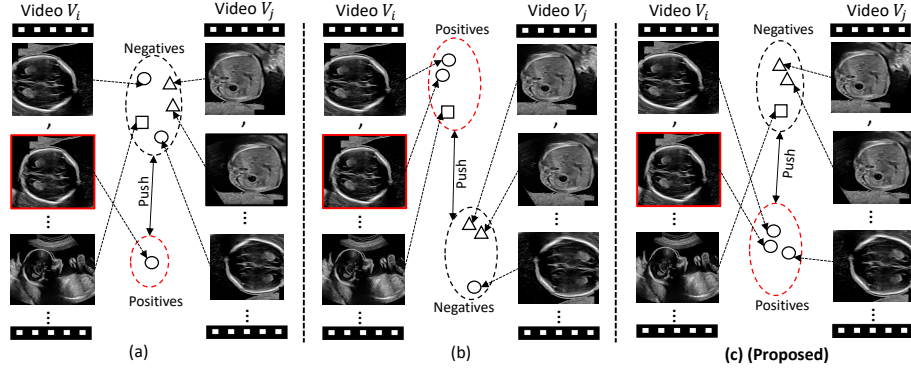 Video V_i
Video V_j
Negatives
,
,
Push
⋮
⋮
Positives
⋮
⋮
(a)
Video V_i
Video V_j
Positives
,
,
Push
⋮
⋮
Negatives
⋮
⋮
(b)
Video V_i
Video V_j
Negatives
,
,
Push
⋮
⋮
Positives
⋮
⋮
(c) (Proposed)